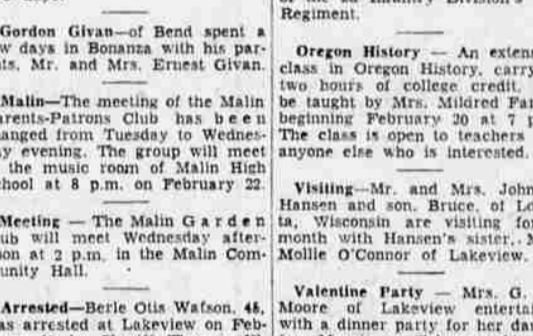 Gordon Givan—of Bend spent a
w days in Bonanza with his par-
ts, Mr. and Mrs. Ernest Givan.
Malin—The meeting of the Malin
arents-Patrons Club has been
anged from Tuesday to Wednes-
y evening. The group will meet
the music room of Malin High
chool at 8 p.m. on February 22.
Meeting — The Malin Garden
ub will meet Wednesday after-
on at 2 p.m. in the Malin Com-
unity Hall.
Arrested—Berle Otis Watson, 46,
as arrested at Lakeview on Feb-
Regiment.
Oregon History — An extens
class in Oregon History, carry
two hours of college credit,
be taught by Mrs. Mildred Far
beginning February 20 at 7 p
The class is open to teachers
anyone else who is interested.
Visiting—Mr. and Mrs. John
Hansen and son, Bruce, of Lo
ta, Wisconsin are visiting for
month with Hansen's sister, M
Mollie O'Connor of Lakeview.
Valentine Party — Mrs. G.
Moore of Lakeview entertai
with a dinner party for her dau